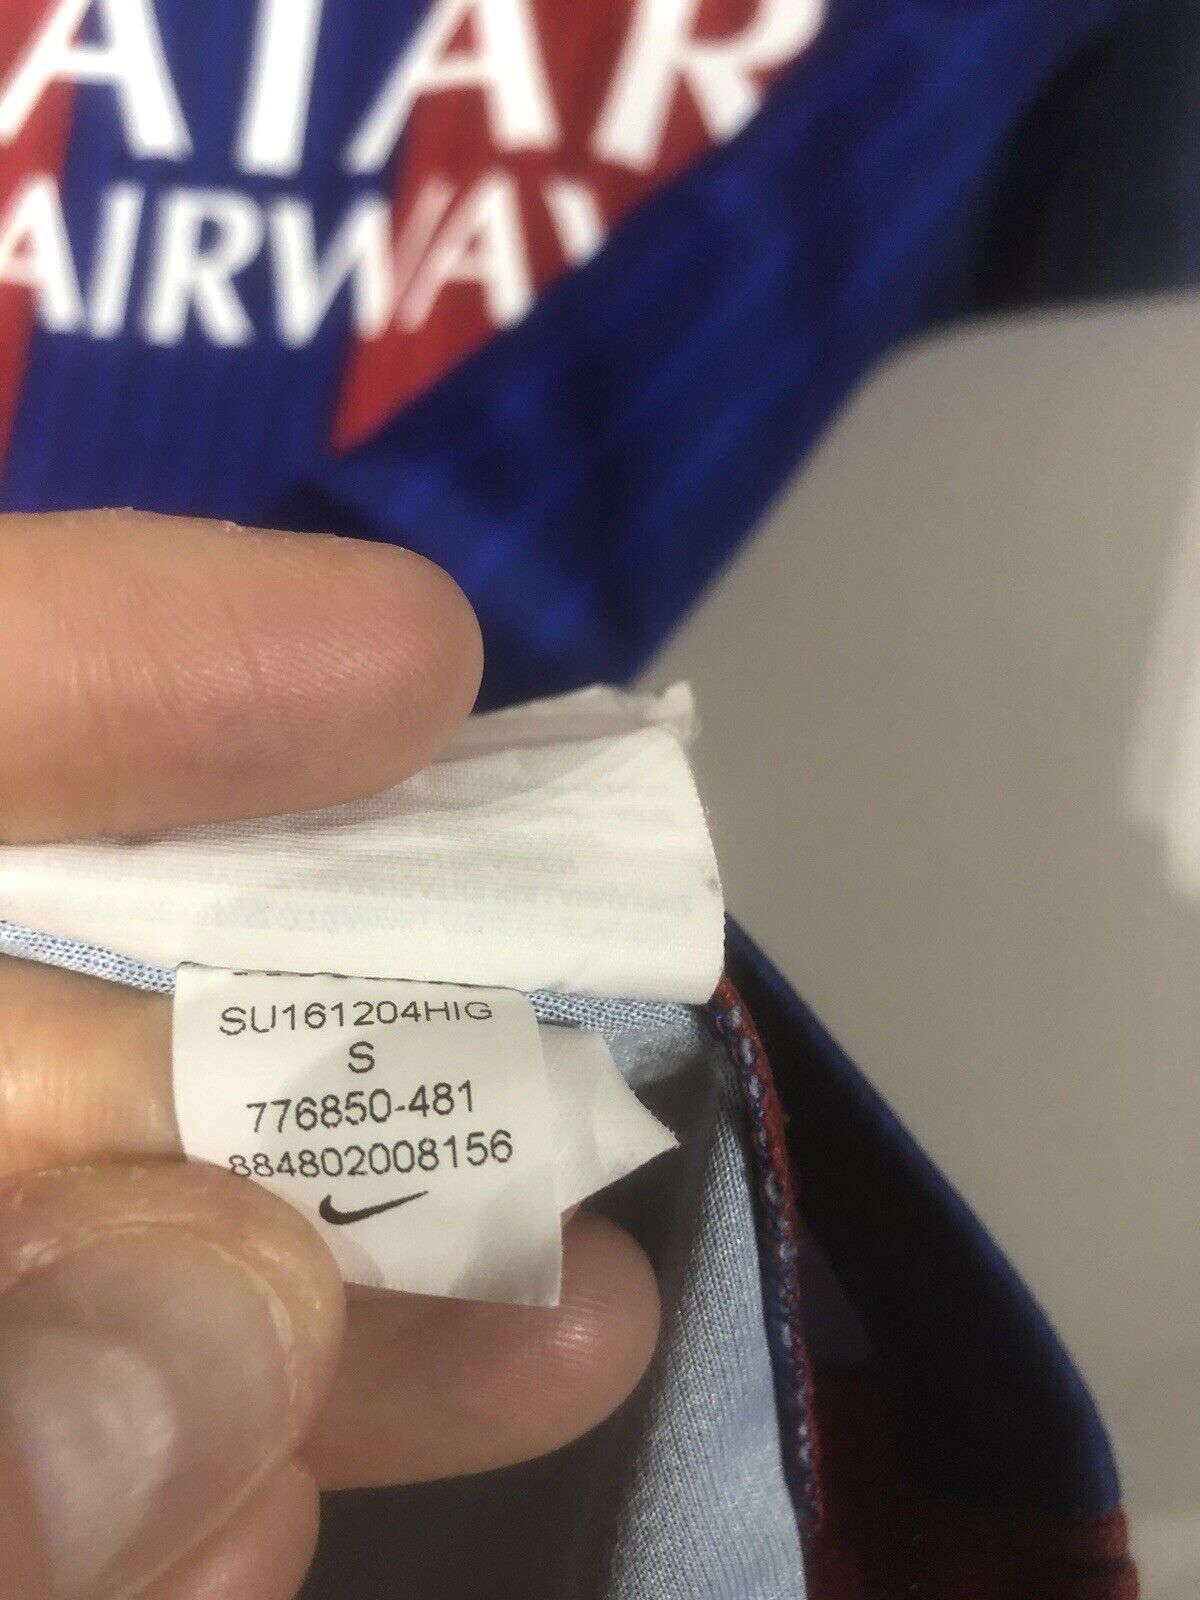 ATAR
AIRWAY
SU161204HIG
S
776850-481
884802008156